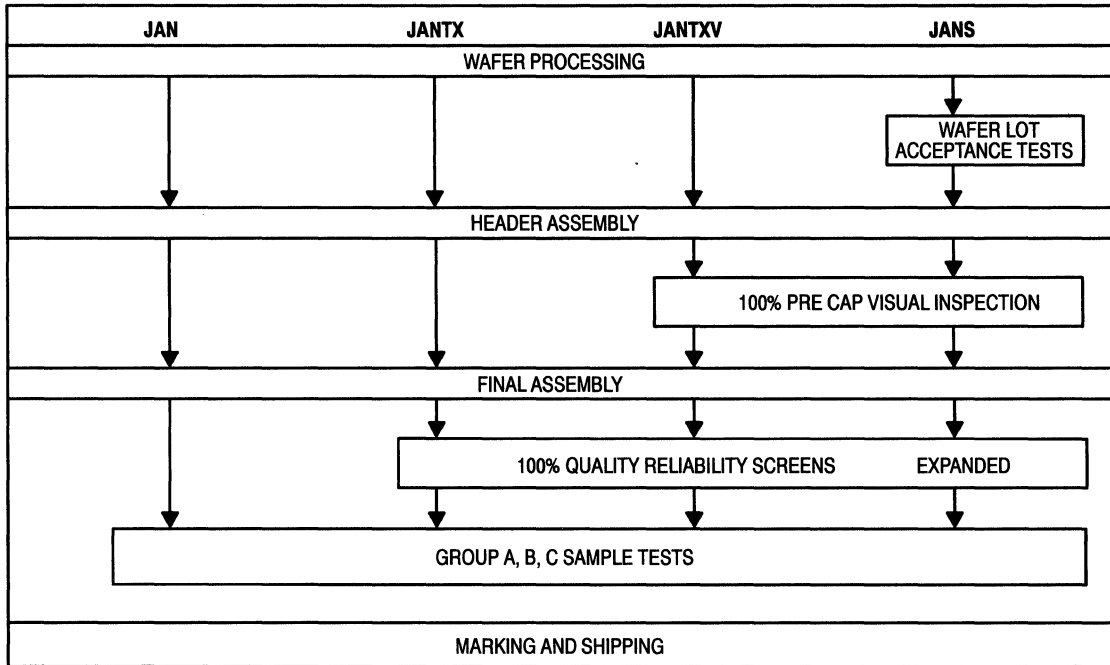 JAN JANTX JANTXV JANS
WAFER PROCESSING
WAFER LOT
ACCEPTANCE TESTS
HEADER ASSEMBLY
100% PRE CAP VISUAL INSPECTION
FINAL ASSEMBLY
100% QUALITY RELIABILITY SCREENS EXPANDED
GROUP A, B, C SAMPLE TESTS
MARKING AND SHIPPING